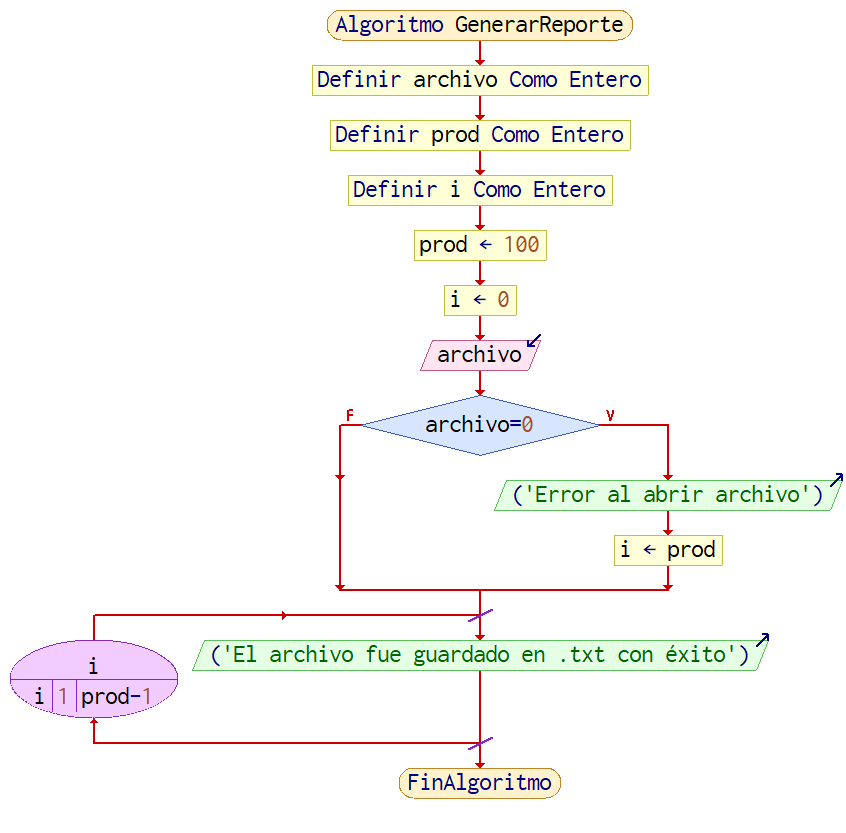 Algoritmo GenerarReporte
Definir archivo Como Entero
Definir prod Como Entero
Definir i Como Entero
prod ← 100
i ← 0
archivo
F
V
archivo=0
('Error al abrir archivo')
i ← prod
('El archivo fue guardado en .txt con éxito')
i
i 1 prod-1
FinAlgoritmo